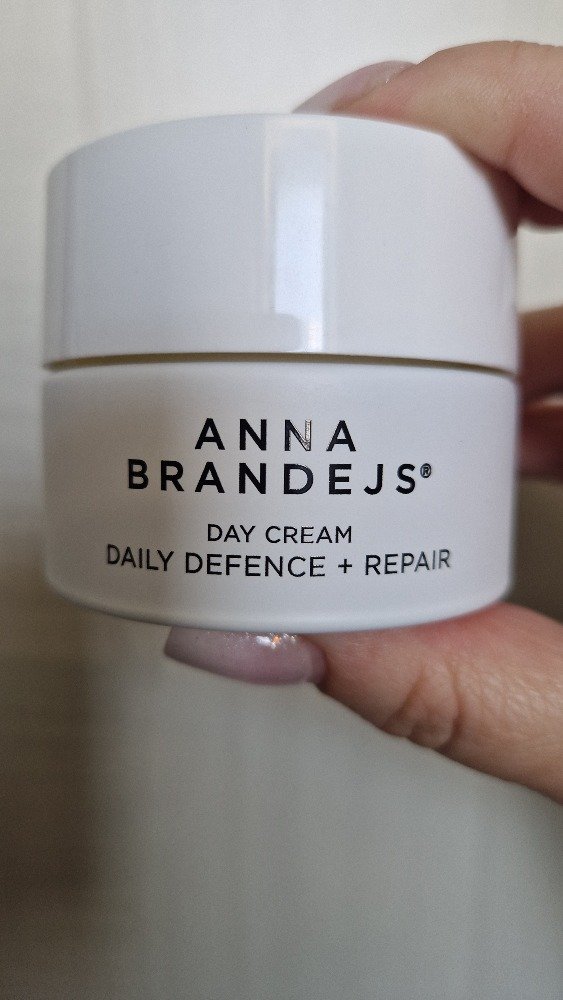 ANNA
BRANDEJS®
DAY CREAM
DAILY DEFENCE + REPAIR